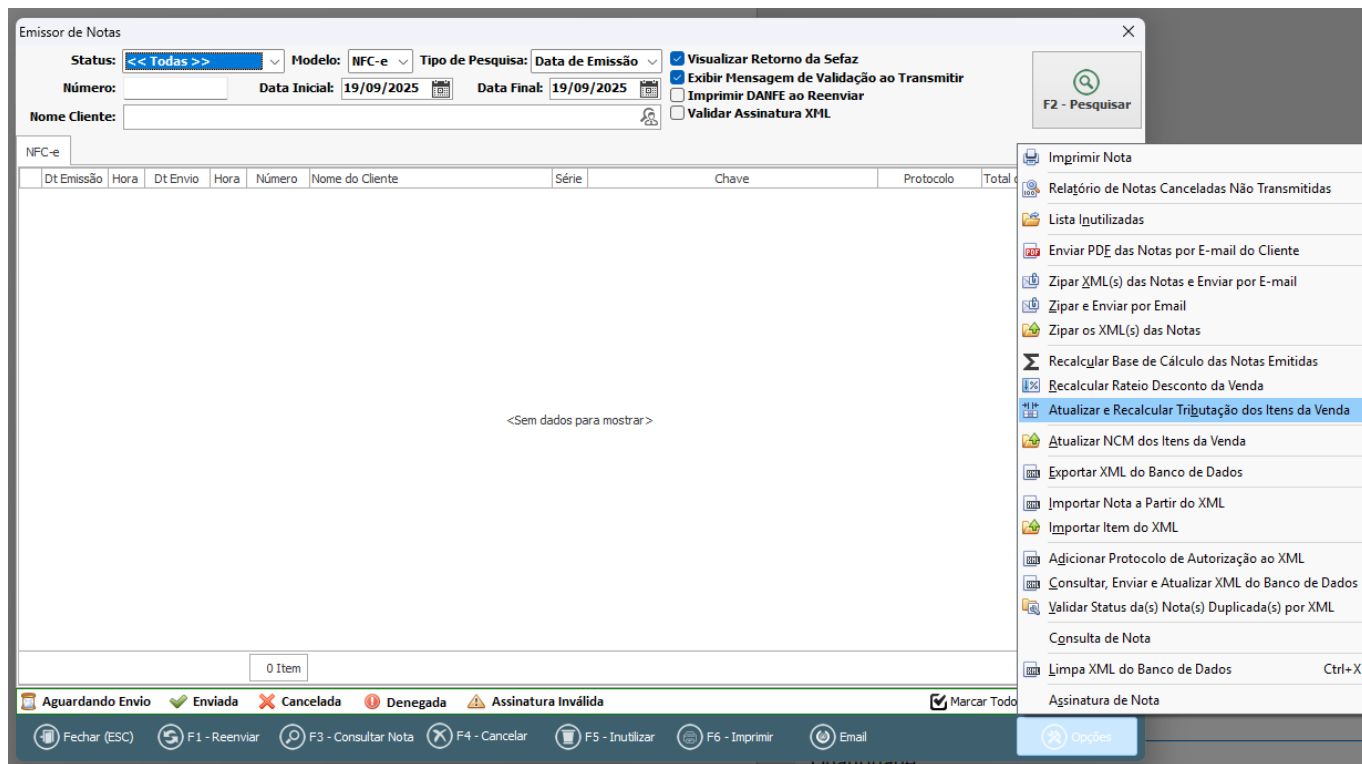 Emissor de Notas
Status: << Todas >> Modelo: NFC-e Tipo de Pesquisa: Data de Emissão
Número: Data Inicial: 19/09/2025 Data Final: 19/09/2025
Nome Cliente:
Visualizar Retorno da Sefaz
Exibir Mensagem de Validação ao Transmitir
Imprimir DANFE ao Reenviar
Validar Assinatura XML
F2 - Pesquisar
NFC-e
Dt Emissão Hora Dt Envio Hora Número Nome do Cliente Série Chave Protocolo Total
<Sem dados para mostrar>
0 Item
Aguardando Envio Enviada Cancelada Denegada Assinatura Inválida Marcar Todo
Fechar (ESC) F1 - Reenviar F3 - Consultar Nota F4 - Cancelar F5 - Inutilizar F6 - Imprimir Email Opções
Imprimir Nota
Relatório de Notas Canceladas Não Transmitidas
Lista Inutilizadas
Enviar PDF das Notas por E-mail do Cliente
Zipar XML(s) das Notas e Enviar por E-mail
Zipar e Enviar por Email
Zipar os XML(s) das Notas
Recalcular Base de Cálculo das Notas Emitidas
Recalcular Rateio Desconto da Venda
Atualizar e Recalcular Tributação dos Itens da Venda
Atualizar NCM dos Itens da Venda
Exportar XML do Banco de Dados
Importar Nota a Partir do XML
Importar Item do XML
Adicionar Protocolo de Autorização ao XML
Consultar, Enviar e Atualizar XML do Banco de Dados
Validar Status da(s) Nota(s) Duplicada(s) por XML
Consulta de Nota
Limpa XML do Banco de Dados Ctrl+X
Assinatura de Nota